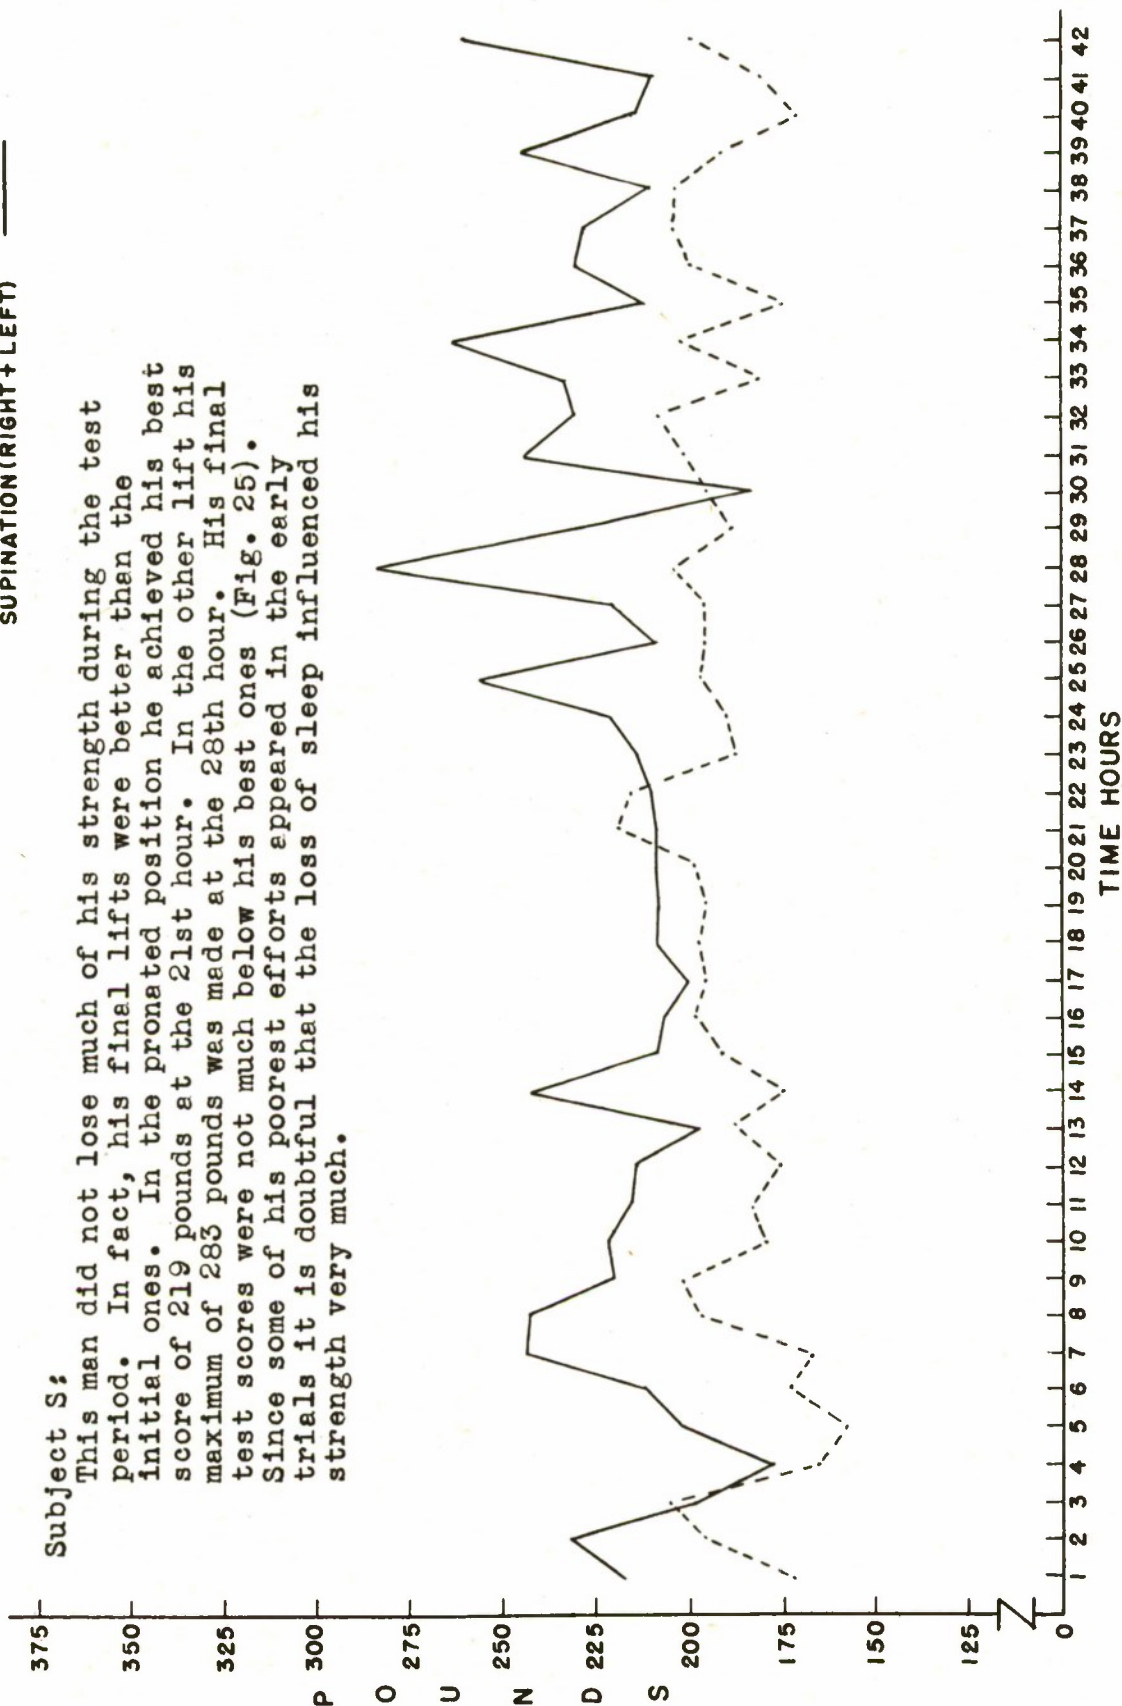 SUPINATION(RIGHT+LEFT)
Subject S:
This man did not lose much of his strength during the test
period. In fact, his final lifts were better than the
initial ones. In the pronated position he achieved his best
score of 219 pounds at the 21st hour. In the other lift his
maximum of 283 pounds was made at the 28th hour. His final
test scores were not much below his best ones (Fig. 25).
Since some of his poorest efforts appeared in the early
trials it is doubtful that the loss of sleep influenced his
strength very much.
375
350
325
300
275
250
225
200
175
150
125
0
POUNDS
1 2 3 4 5 6 7 8 9 10 11 12 13 14 15 16 17 18 19 20 21 22 23 24 25 26 27 28 29 30 31 32 33 34 35 36 37 38 39 40 41 42
TIME HOURS